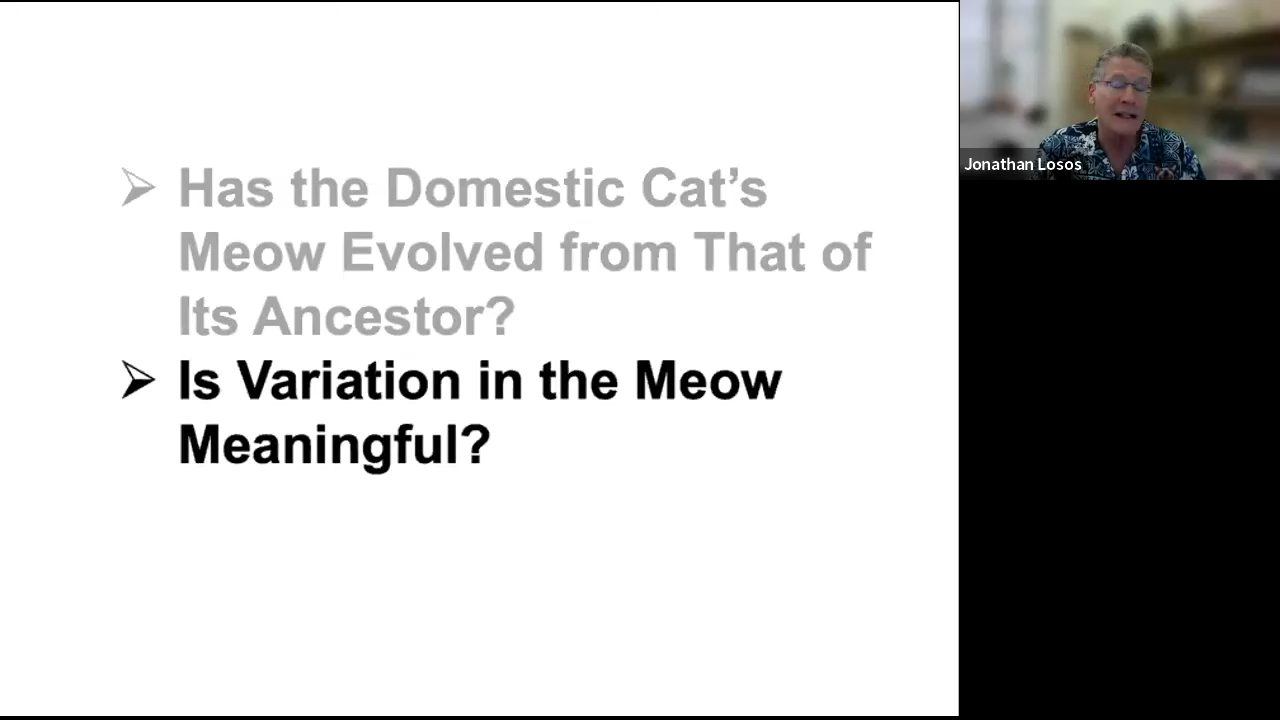 ➢ Has the Domestic Cat’s
Meow Evolved from That of
Its Ancestor?
➢ Is Variation in the Meow
Meaningful?
Jonathan Losos